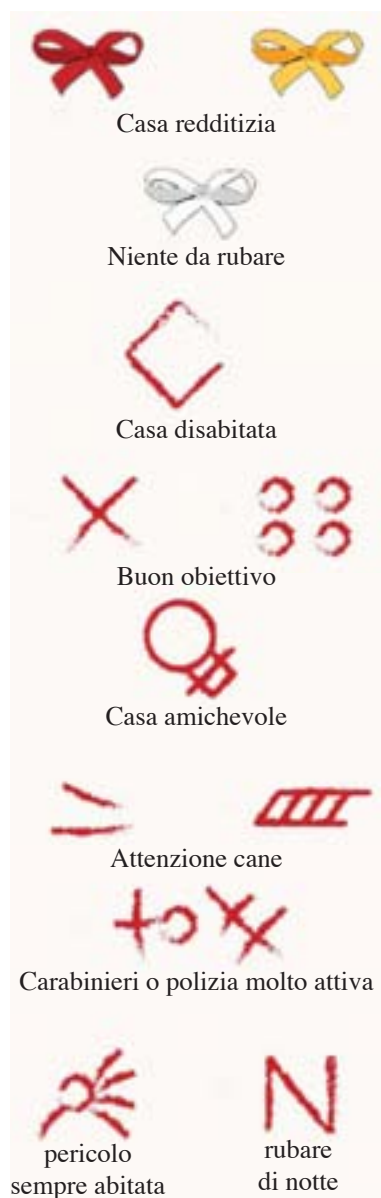 Casa redditizia
Niente da rubare
Casa disabitata
Buon obiettivo
Casa amichevole
Attenzione cane
Carabinieri o polizia molto attiva
pericolo
sempre abitata
rubare
di notte